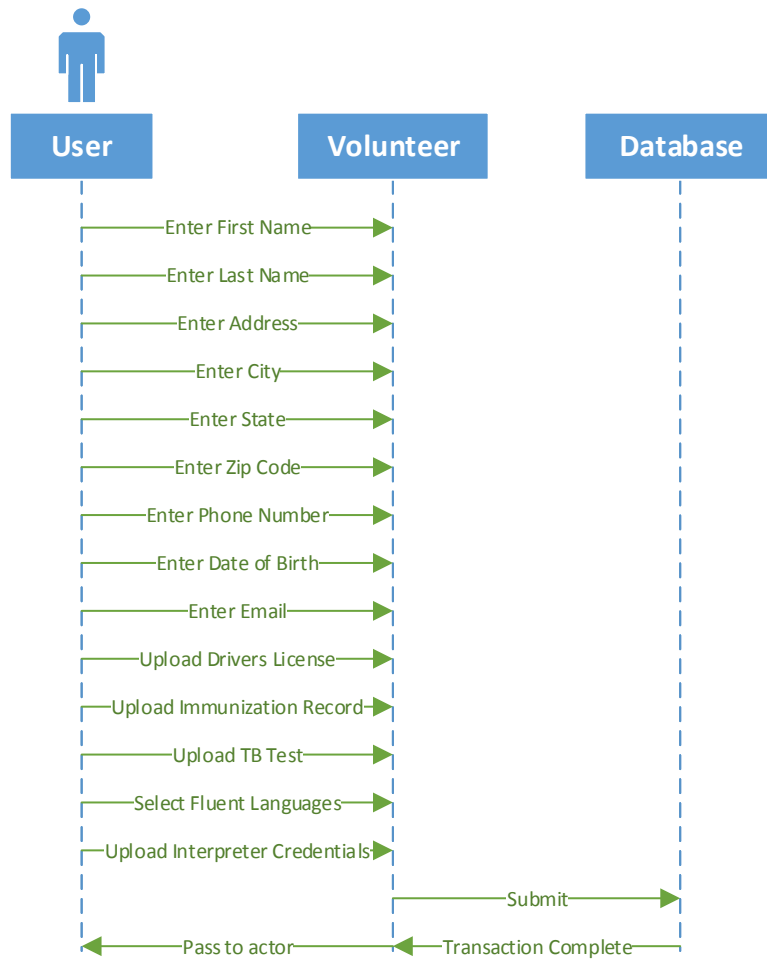 User
Volunteer
Database
Enter First Name
Enter Last Name
Enter Address
Enter City
Enter State
Enter Zip Code
Enter Phone Number
Enter Date of Birth
Enter Email
Upload Drivers License
Upload Immunization Record
Upload TB Test
Select Fluent Languages
Upload Interpreter Credentials
Submit
Pass to actor
Transaction Complete